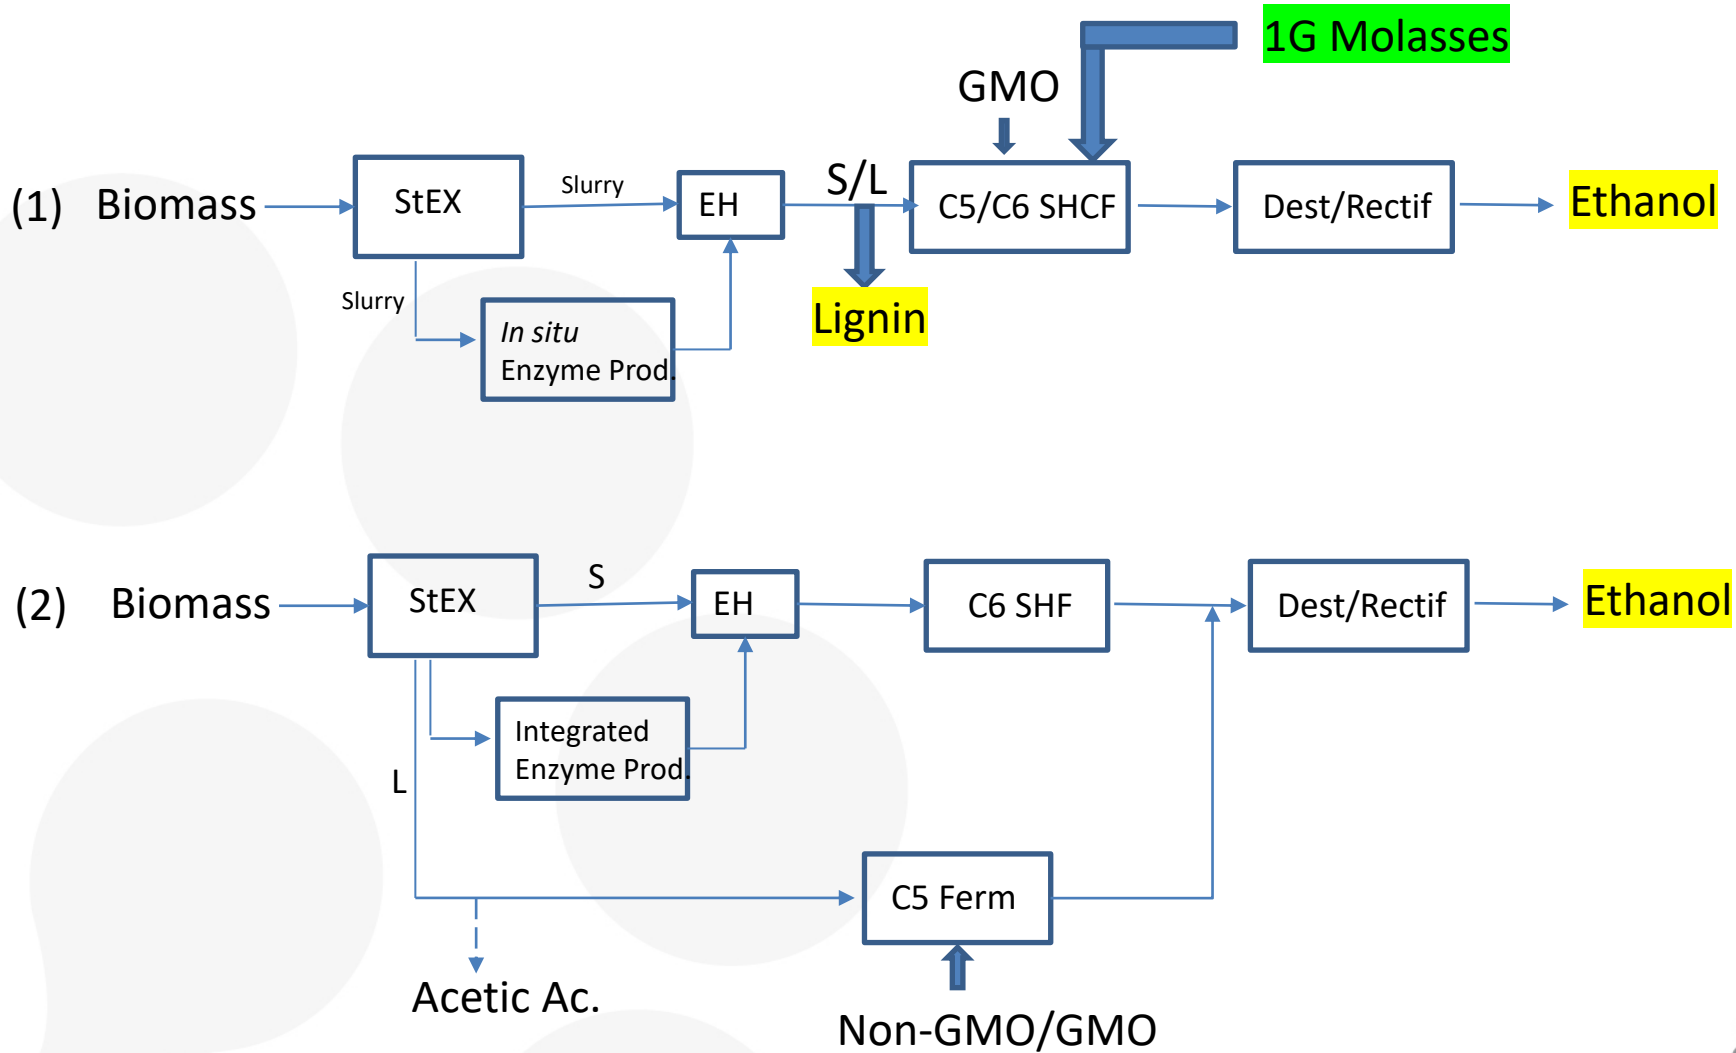 1G Molasses
GMO
(1) Biomass
StEX
Slurry
EH
S/L
C5/C6 SHCF
Dest/Rectif
Ethanol
Slurry
In situ
Enzyme Prod.
Lignin
(2) Biomass
StEX
S
EH
C6 SHF
Dest/Rectif
Ethanol
Integrated
Enzyme Prod.
L
C5 Ferm
Acetic Ac.
Non-GMO/GMO